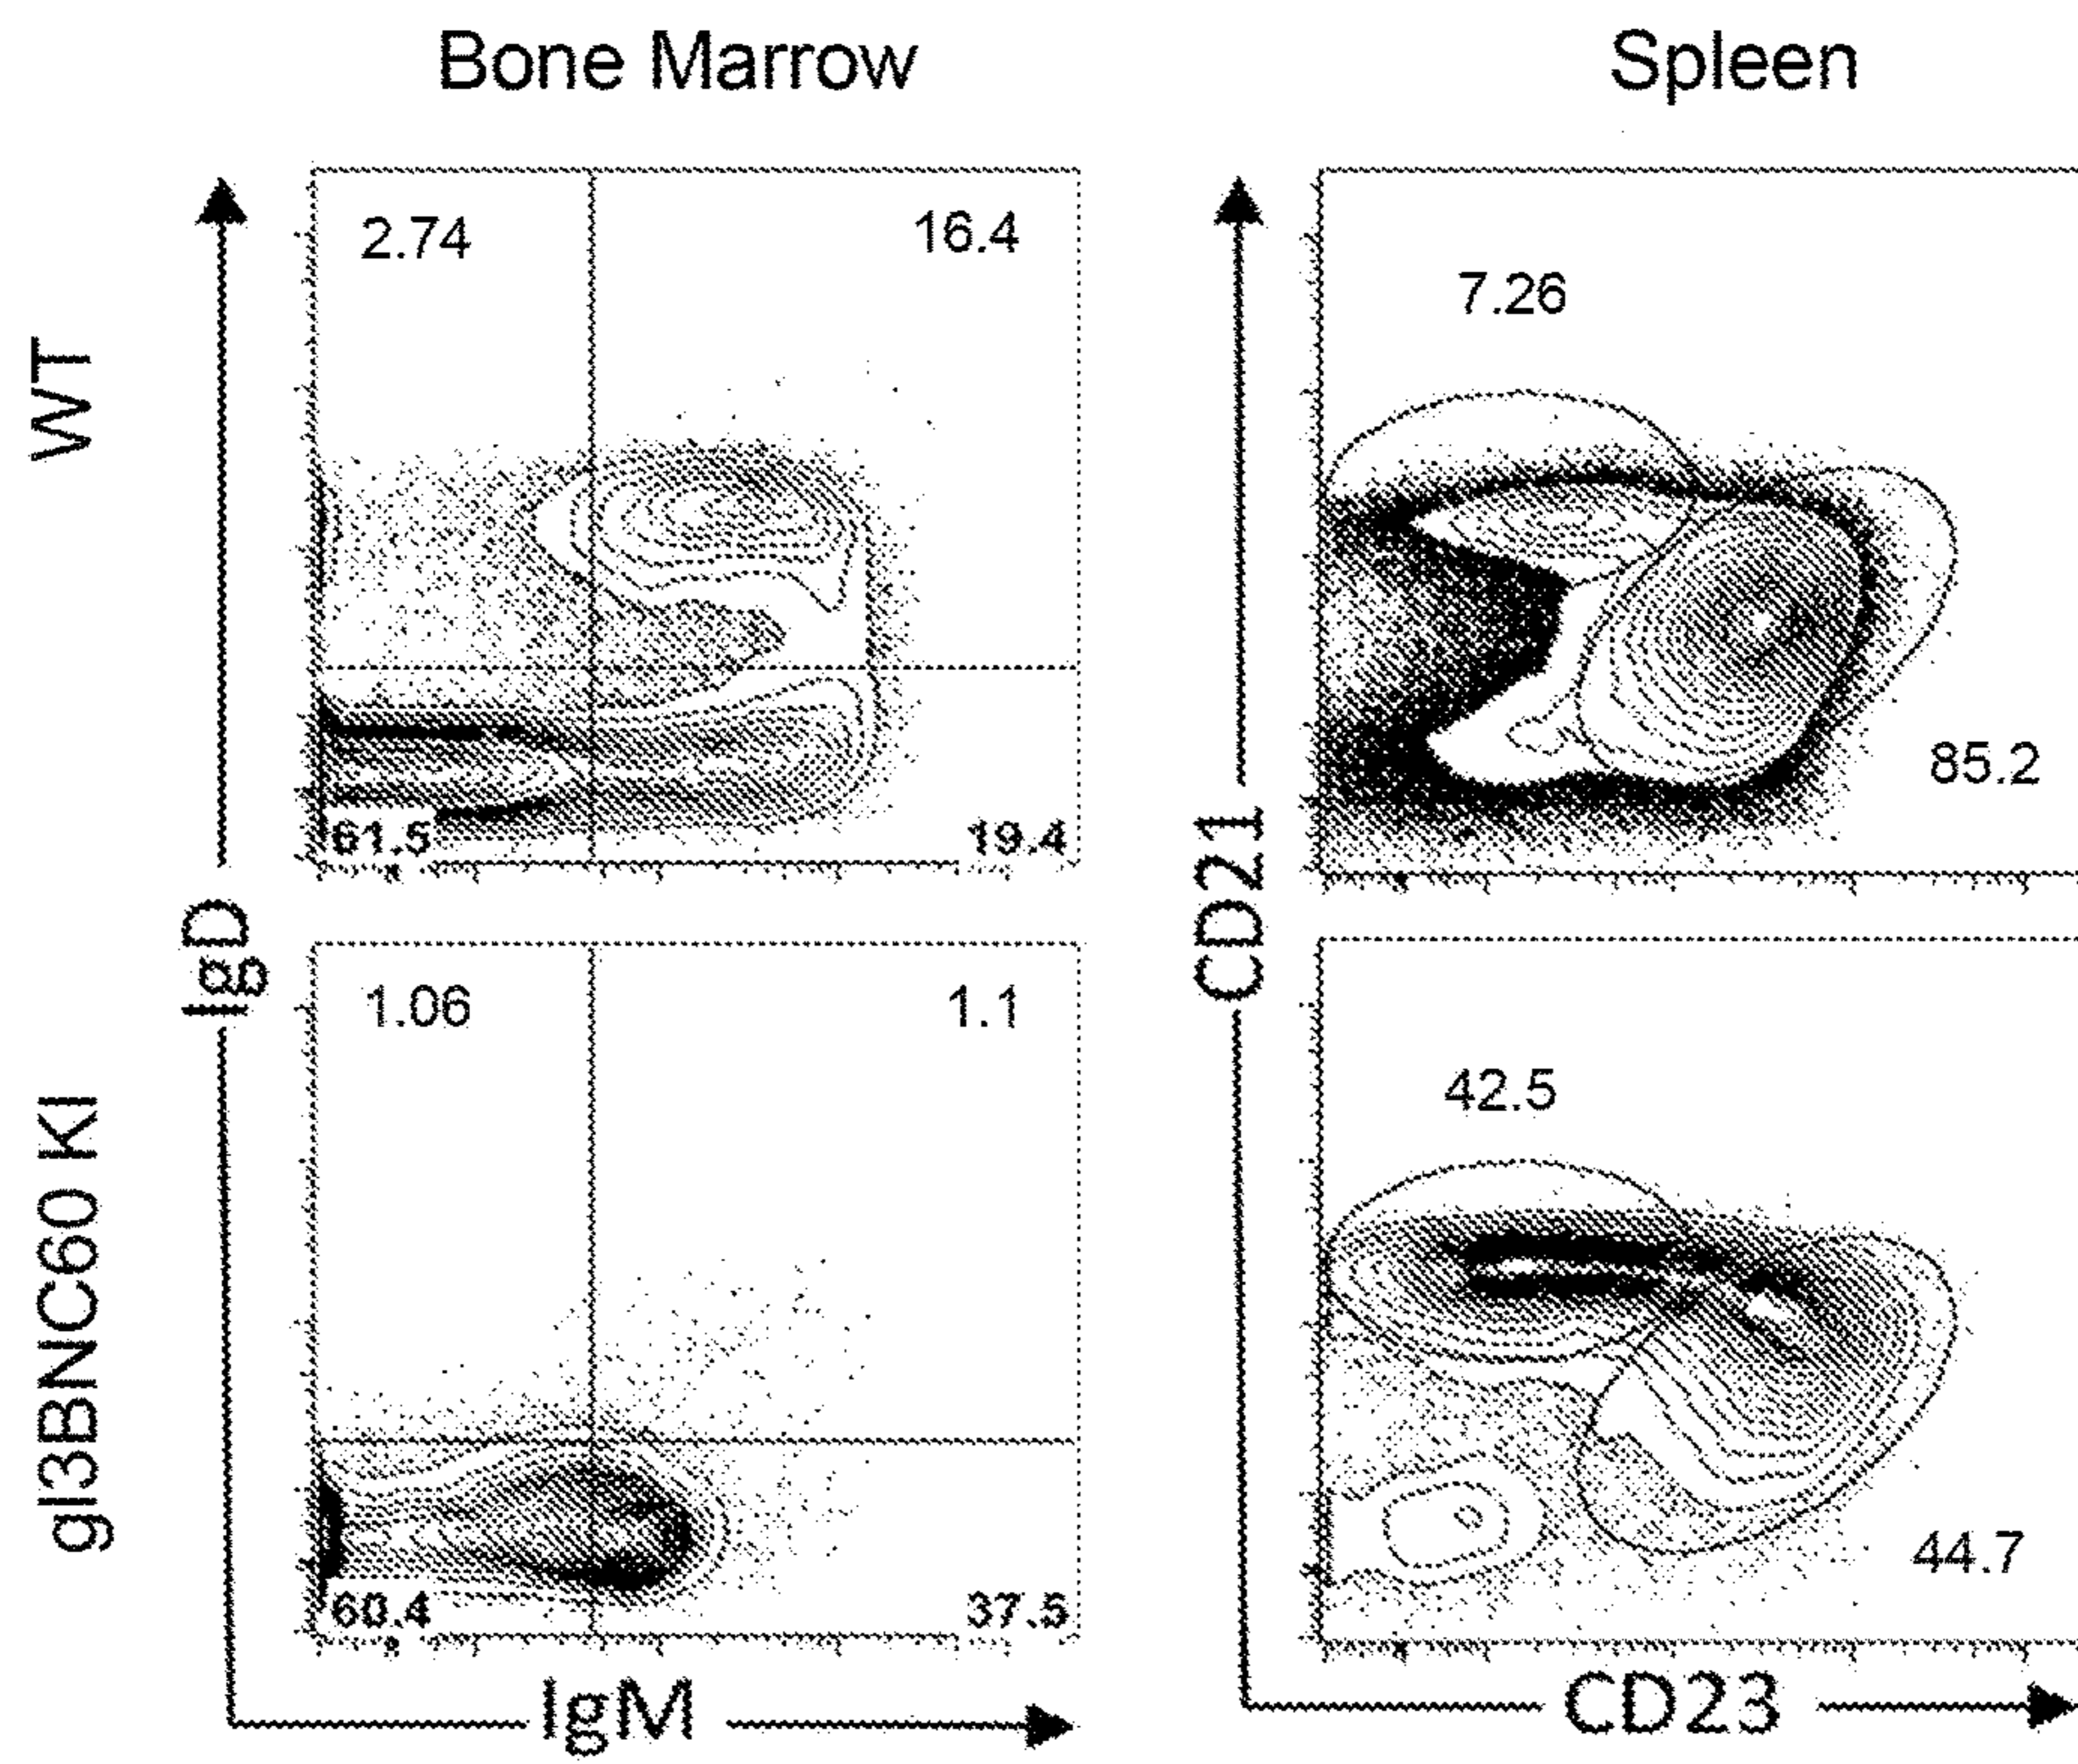 Bone Marrow
Spleen
WT
2.74
16.4
61.5
19.4
7.26
85.2
IgD
CD21
gl3BNC60 KI
1.06
1.1
60.4
37.5
42.5
44.7
IgM
CD23